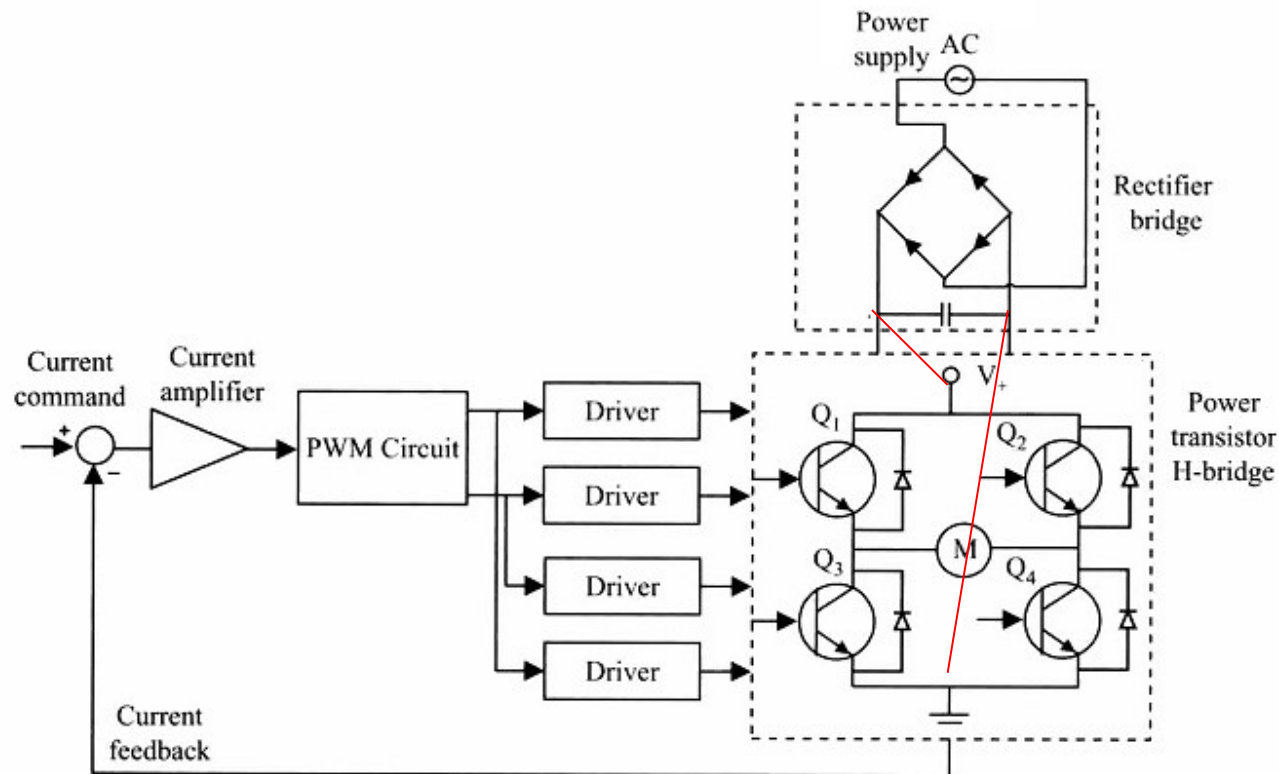 Power
supply
AC
~
Rectifier
bridge
Current
command
+
−
Current
amplifier
PWM Circuit
Driver
Driver
Driver
Driver
V+
Q1
Q2
M
Q3
Q4
Power
transistor
H-bridge
Current
feedback